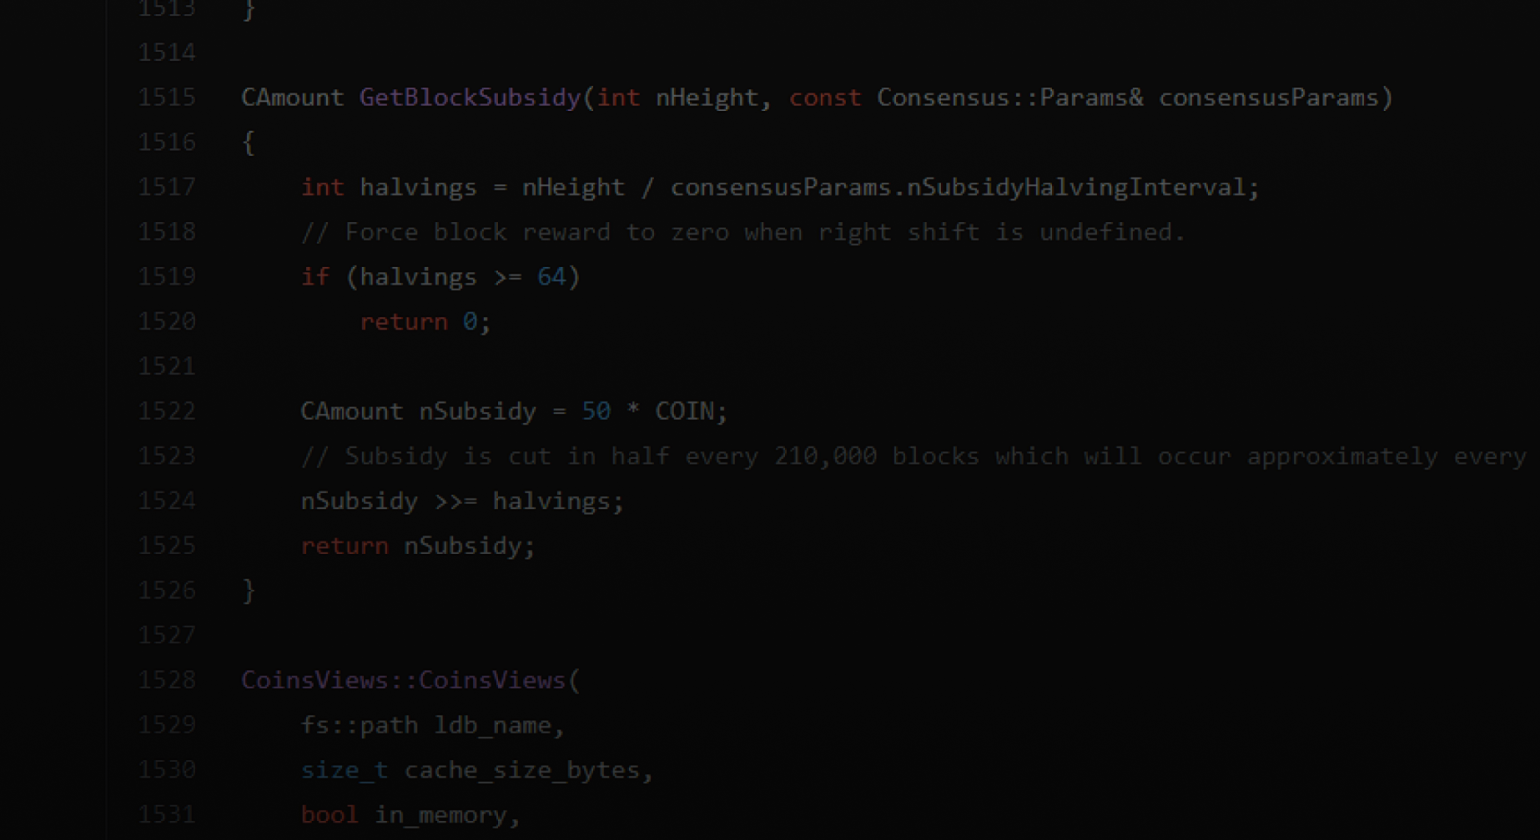 1513 }
1514
1515 CAmount GetBlockSubsidy(int nHeight, const Consensus::Params& consensusParams)
1516 {
1517     int halvings = nHeight / consensusParams.nSubsidyHalvingInterval;
1518     // Force block reward to zero when right shift is undefined.
1519     if (halvings >= 64)
1520         return 0;
1521
1522     CAmount nSubsidy = 50 * COIN;
1523     // Subsidy is cut in half every 210,000 blocks which will occur approximately every
1524     nSubsidy >>= halvings;
1525     return nSubsidy;
1526 }
1527
1528 CoinsViews::CoinsViews(
1529     fs::path ldb_name,
1530     size_t cache_size_bytes,
1531     bool in_memory,